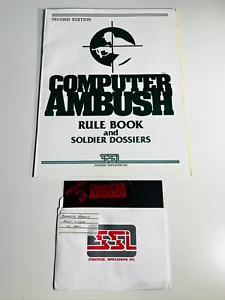 SECOND EDITION
COMPUTER
AMBUSH
RULE BOOK
and
SOLDIER DOSSIERS
SSI
STRATEGIC SIMULATIONS INC
SSI
STRATEGIC SIMULATIONS INC